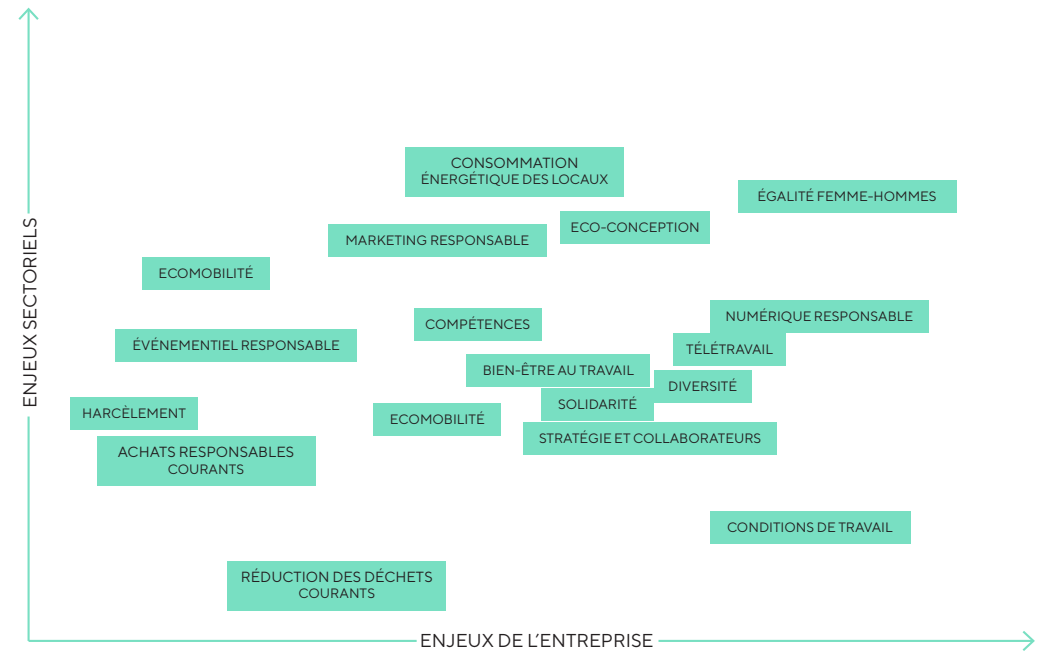 CONSOMMATION
ÉNERGÉTIQUE DES LOCAUX
ÉGALITÉ FEMME-HOMMES
ECO-CONCEPTION
MARKETING RESPONSABLE
ECOMOBILITÉ
ENJEUX SECTORIELS
NUMÉRIQUE RESPONSABLE
COMPÉTENCES
ÉVÉNEMENTIEL RESPONSABLE
TÉLÉTRAVAIL
BIEN-ÊTRE AU TRAVAIL
DIVERSITÉ
SOLIDARITÉ
HARCÈLEMENT
ECOMOBILITÉ
STRATÉGIE ET COLLABORATEURS
ACHATS RESPONSABLES
COURANTS
CONDITIONS DE TRAVAIL
RÉDUCTION DES DÉCHETS
COURANTS
ENJEUX DE L'ENTREPRISE